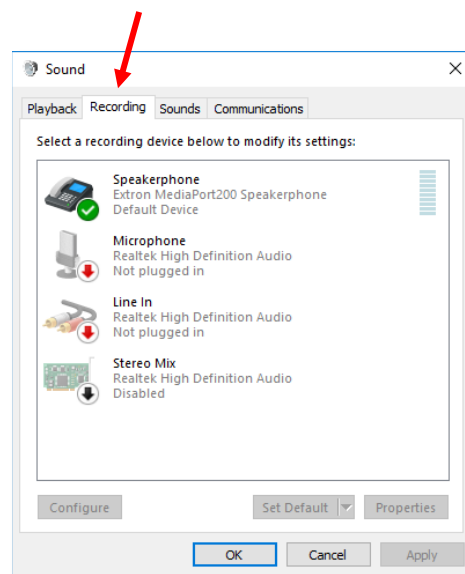 Sound
Playback Recording Sounds Communications
Select a recording device below to modify its settings:
Speakerphone
Extron MediaPort200 Speakerphone
Default Device
Microphone
Realtek High Definition Audio
Not plugged in
Line In
Realtek High Definition Audio
Not plugged in
Stereo Mix
Realtek High Definition Audio
Disabled
Configure Set Default Properties
OK Cancel Apply